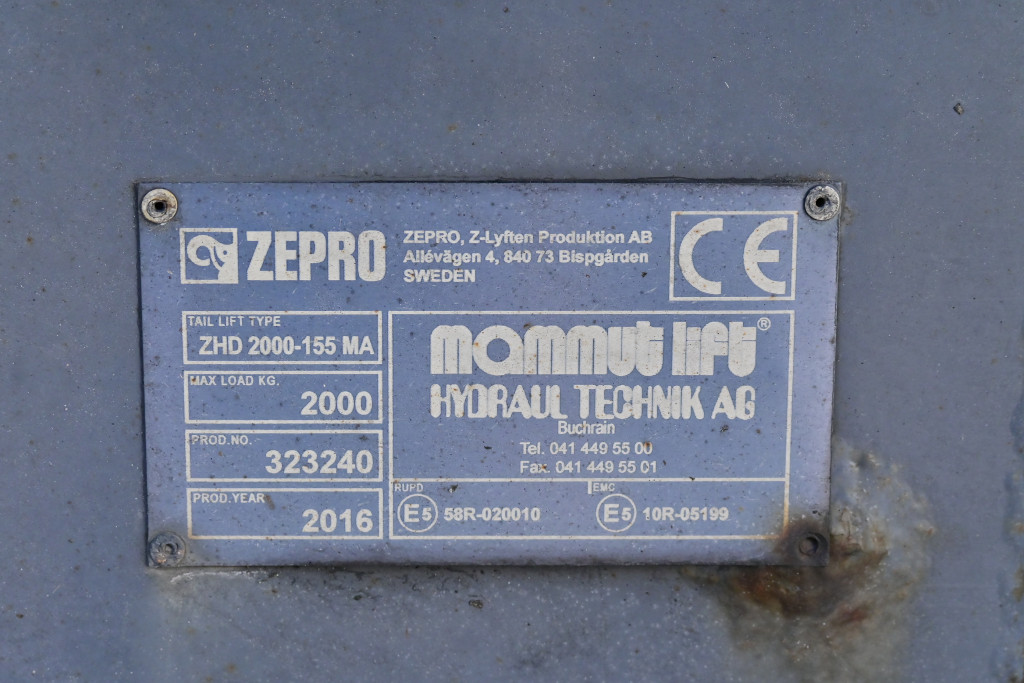 ZEPRO
ZEPRO, Z-Lyften Produktion AB
Allévägen 4, 840 73 Bispgården
SWEDEN
CE
TAIL LIFT TYPE
ZHD 2000-155 MA
MAX LOAD KG.
2000
PROD.NO.
323240
PROD.YEAR
2016
mammut lift®
HYDRAUL TECHNIK AG
Buchrain
Tel. 041 449 55 00
Fax. 041 449 55 01
RUPD
E5 58R-020010
EMC
E5 10R-05199